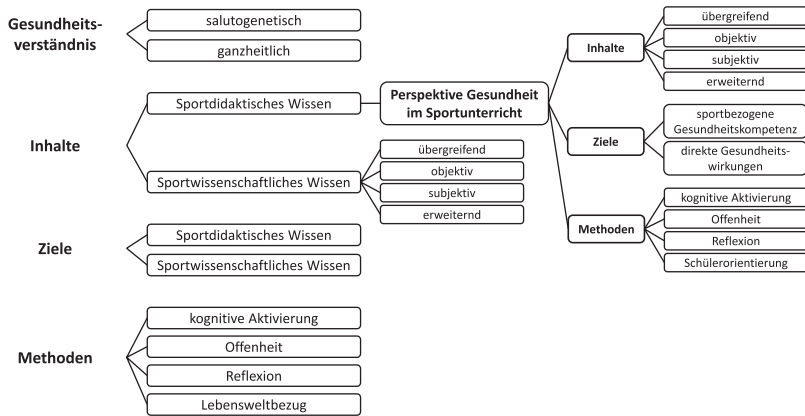 Gesundheits-
verständnis
salutogenetisch
ganzheitlich
Inhalte
Sportdidaktisches Wissen
Sportwissenschaftliches Wissen
übergreifend
objektiv
subjektiv
erweiternd
Perspektive Gesundheit
im Sportunterricht
Inhalte
übergreifend
objektiv
subjektiv
erweiternd
Ziele
sportbezogene
Gesundheitskompetenz
direkte Gesundheits-
wirkungen
Methoden
kognitive Aktivierung
Offenheit
Reflexion
Schülerorientierung
Ziele
Sportdidaktisches Wissen
Sportwissenschaftliches Wissen
Methoden
kognitive Aktivierung
Offenheit
Reflexion
Lebensweltbezug